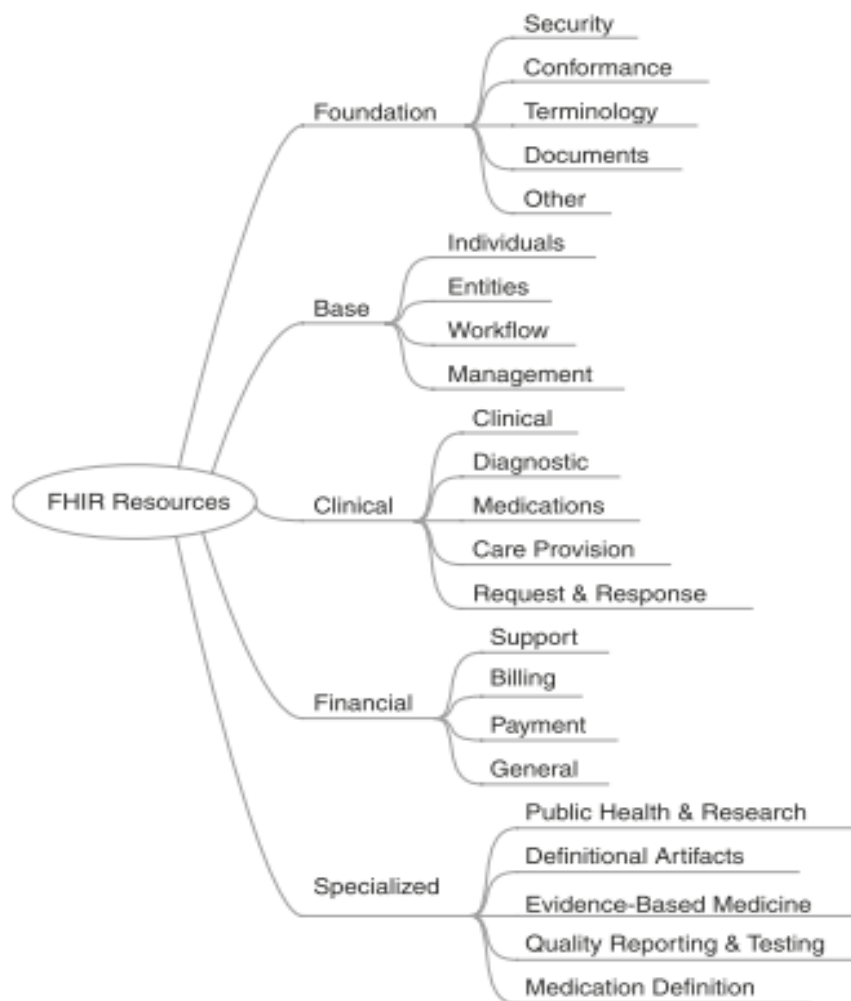 Security
Conformance
Foundation
Terminology
Documents
Other
Individuals
Entities
Base
Workflow
Management
Clinical
Diagnostic
FHIR Resources
Clinical
Medications
Care Provision
Request & Response
Support
Billing
Financial
Payment
General
Public Health & Research
Definitional Artifacts
Specialized
Evidence-Based Medicine
Quality Reporting & Testing
Medication Definition